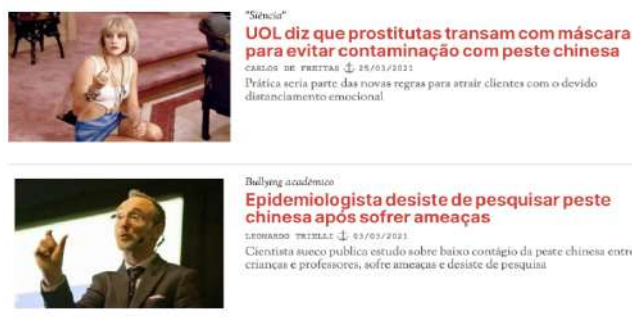 "Siência"
UOL diz que prostitutas transam com máscara
para evitar contaminação com peste chinesa
CARLOS DE FREITAS 25/03/2021
Prática seria parte das novas regras para atrair clientes com o devido
distanciamento emocional
Bullying acadêmico
Epidemiologista desiste de pesquisar peste
chinesa após sofrer ameaças
LEONARDO TRIELLI 03/03/2021
Cientista sueco publica estudo sobre baixo contágio da peste chinesa entre
crianças e professores, sofre ameaças e desiste de pesquisa